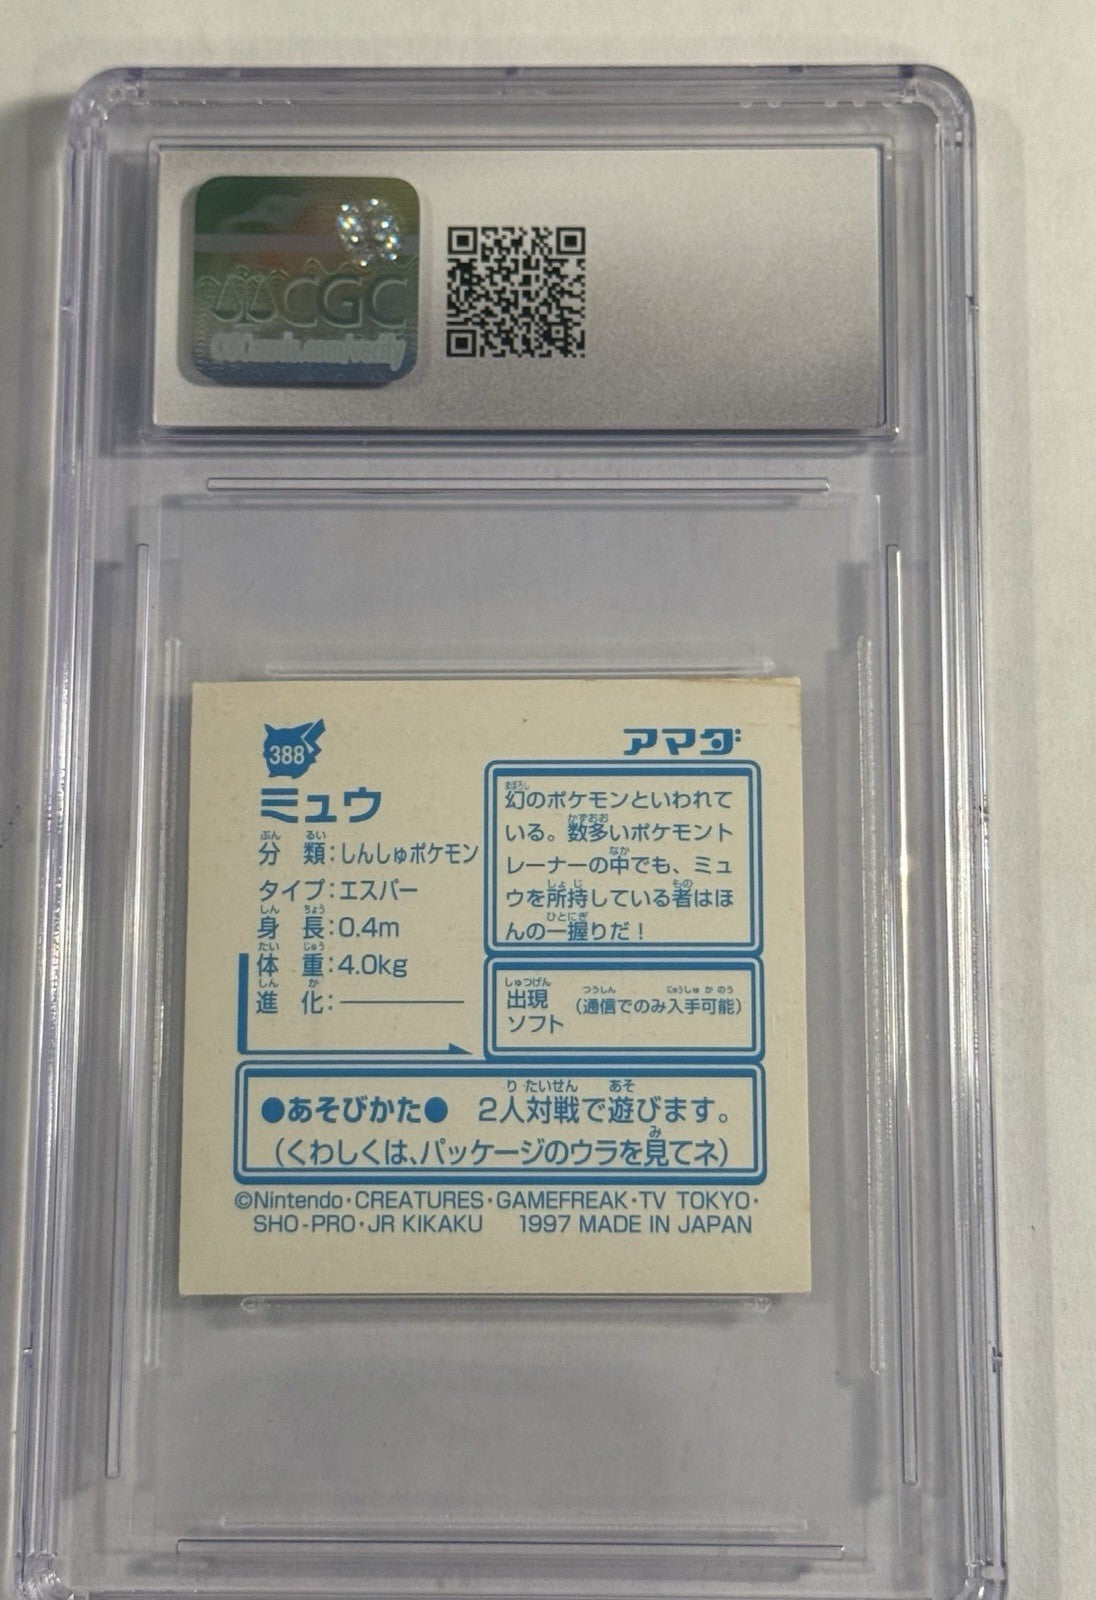 CGC
CGCcards.com/verify
388
アマダ
ミュウ
分類:しんしゅポケモン
タイプ:エスパー
身長:0.4m
体重:4.0kg
進化:
幻のポケモンといわれて
いる。数多いポケモント
レーナーの中でも、ミュ
ウを所持している者はほ
んの一握りだ！
出現
ソフト
(通信でのみ入手可能)
●あそびかた● 2人対戦で遊びます。
(くわしくは、パッケージのウラを見てネ)
©Nintendo・CREATURES・GAMEFREAK・TV TOKYO・
SHO-PRO・JR KIKAKU 1997 MADE IN JAPAN